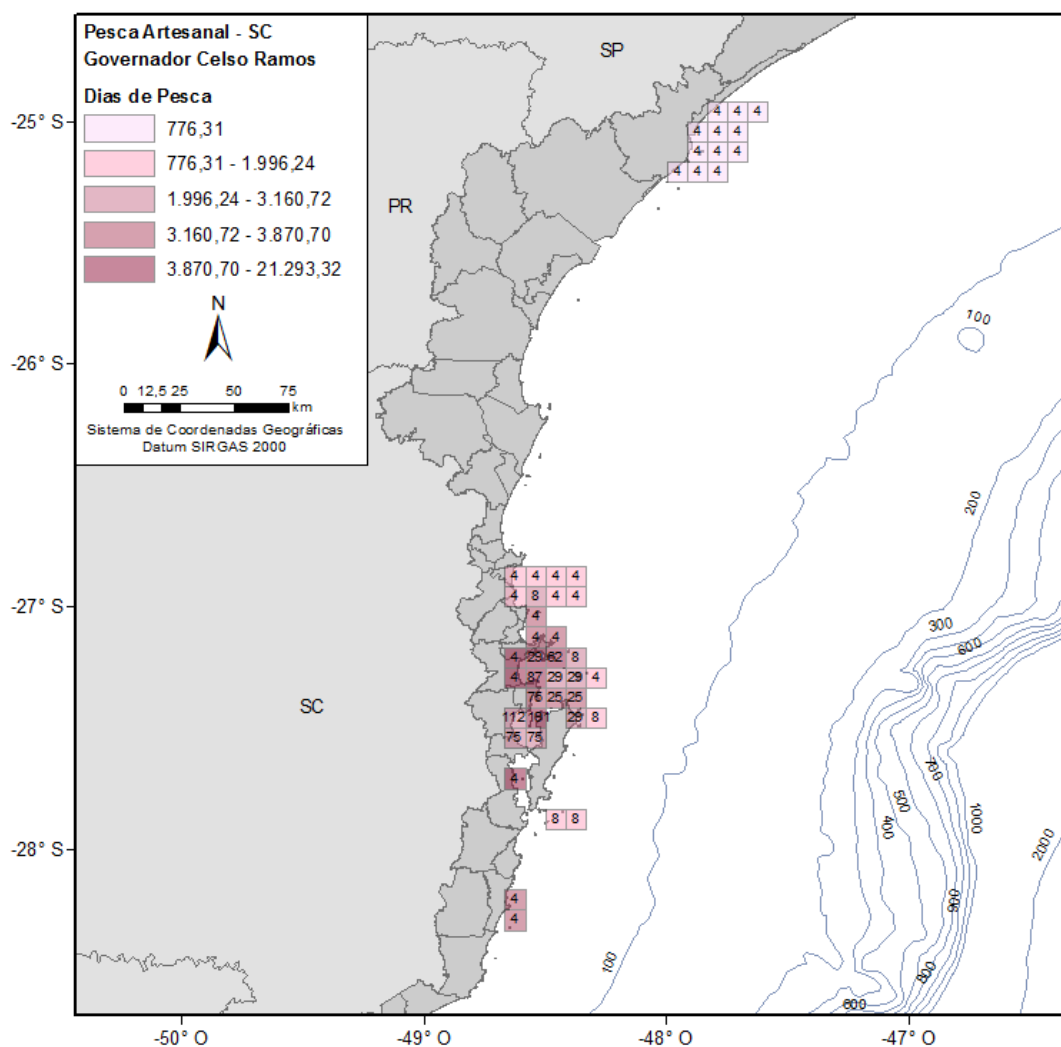 Pesca Artesanal - SC
Governador Celso Ramos
Dias de Pesca
776,31
776,31 - 1.996,24
1.996,24 - 3.160,72
3.160,72 - 3.870,70
3.870,70 - 21.293,32
N
0 12,5 25 50 75
km
Sistema de Coordenadas Geográficas
Datum SIRGAS 2000
SP
PR
SC
-25° S
-26° S
-27° S
-28° S
4 4 4
4 4 4
4 4 4
4 4 4
100
200
300
600
4 4 4 4
4 8 4 4
4
4 4
4 29 62 8
4 87 29 29 4
75 25 25
112 8
75 75
4
8 8
4
4
700
500
400
1000
2000
900
800
600
100
-50° O
-49° O
-48° O
-47° O